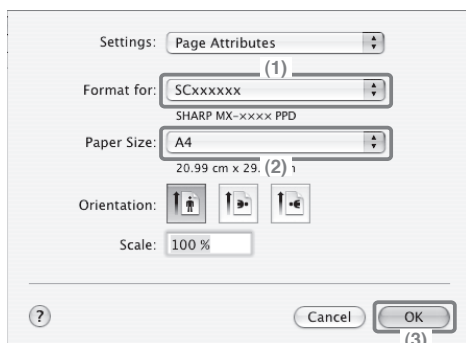 Settings: Page Attributes
(1)
Format for: SCxxxxxx
SHARP MX-xxxx PPD
Paper Size: A4
20.99 cm x 29. (2)
Orientation:
Scale: 100 %
? Cancel OK
(3)